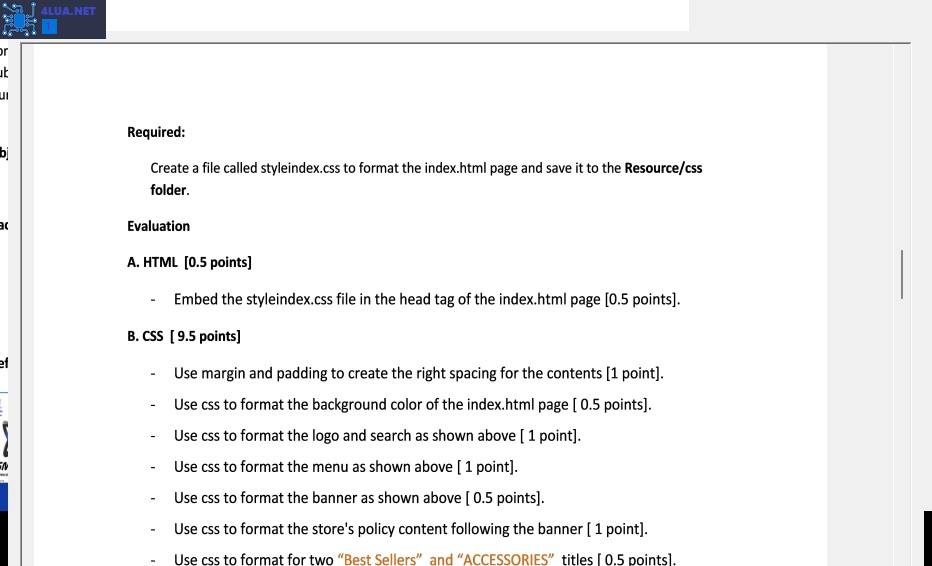 4LUA.NET
Required:
Create a file called styleindex.css to format the index.html page and save it to the Resource/css
folder.
Evaluation
A. HTML [0.5 points]
- Embed the styleindex.css file in the head tag of the index.html page [0.5 points].
B. CSS [ 9.5 points]
- Use margin and padding to create the right spacing for the contents [1 point].
- Use css to format the background color of the index.html page [ 0.5 points].
- Use css to format the logo and search as shown above [ 1 point].
- Use css to format the menu as shown above [ 1 point].
- Use css to format the banner as shown above [ 0.5 points].
- Use css to format the store's policy content following the banner [ 1 point].
- Use css to format for two “Best Sellers” and “ACCESSORIES” titles [ 0.5 points].